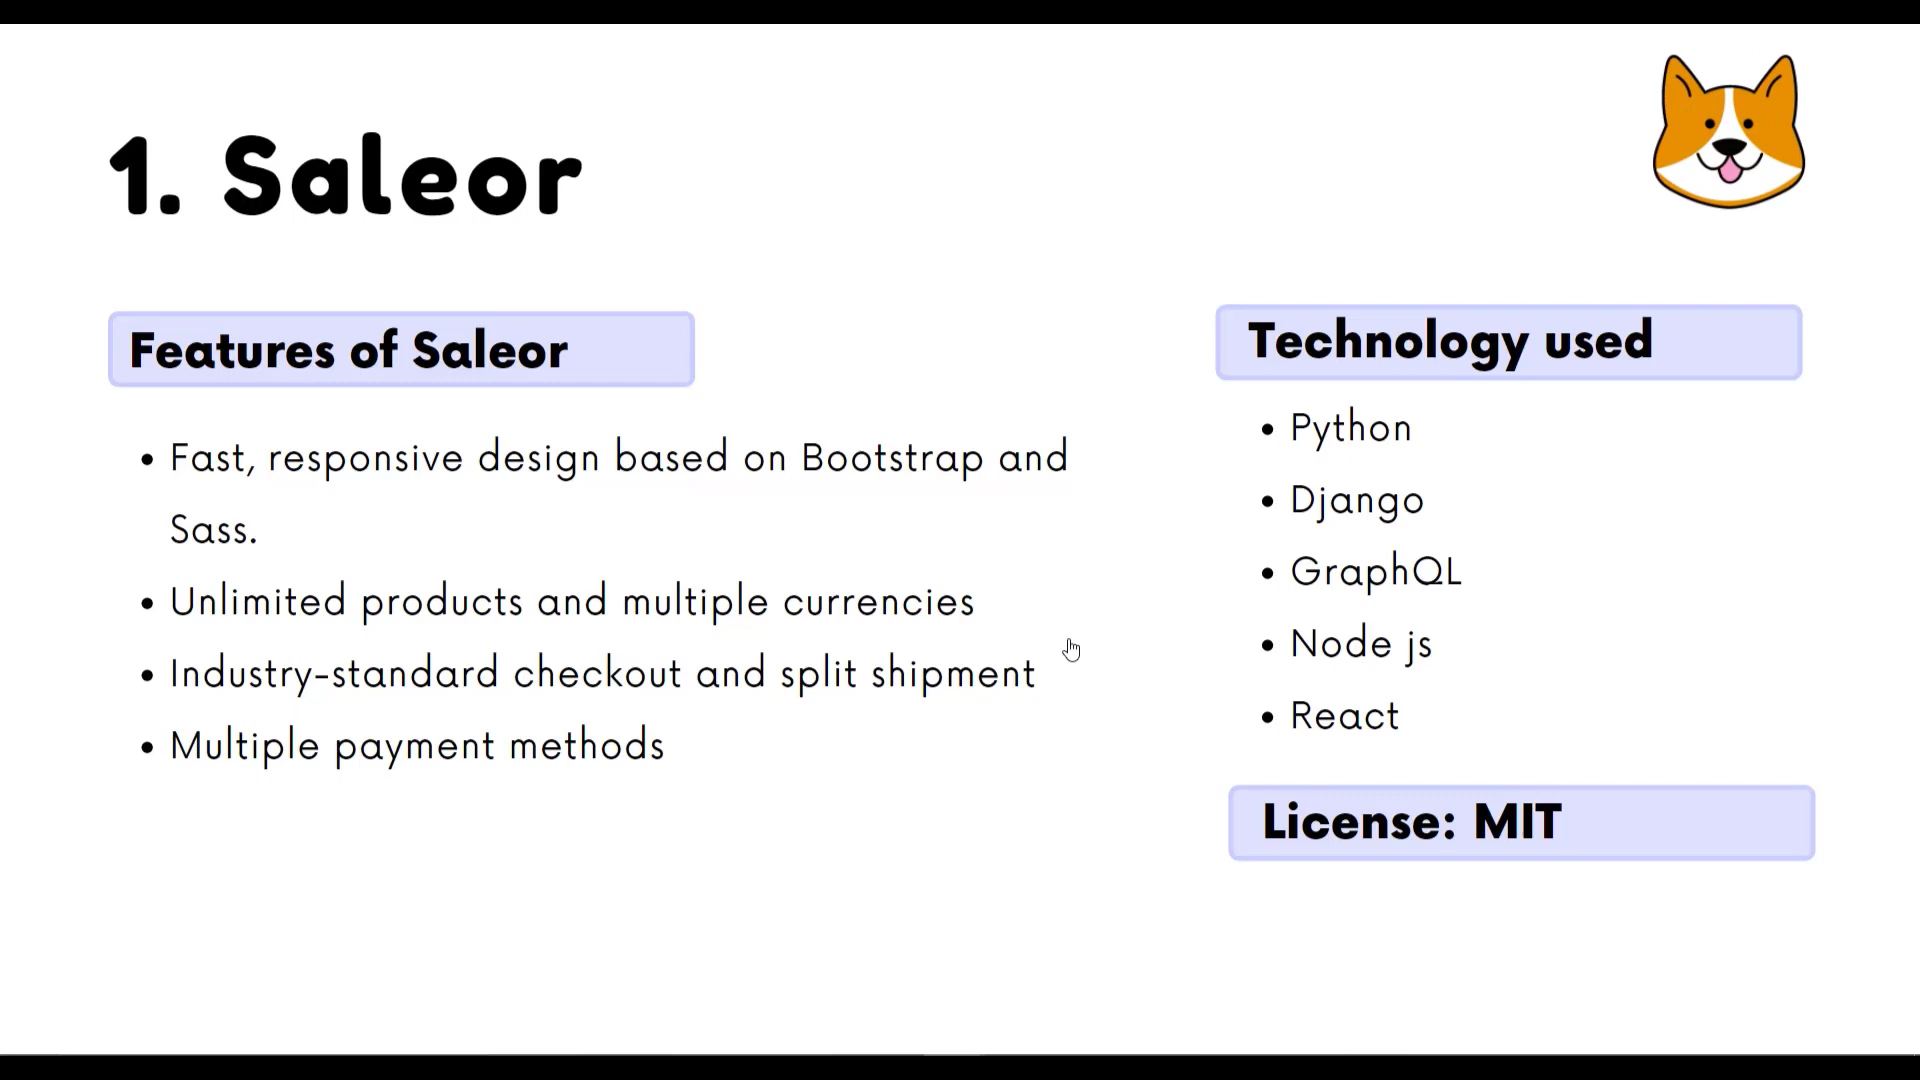 1. Saleor
Features of Saleor
• Fast, responsive design based on Bootstrap and
Sass.
• Unlimited products and multiple currencies
• Industry-standard checkout and split shipment
• Multiple payment methods
Technology used
• Python
• Django
• GraphQL
• Node js
• React
License: MIT